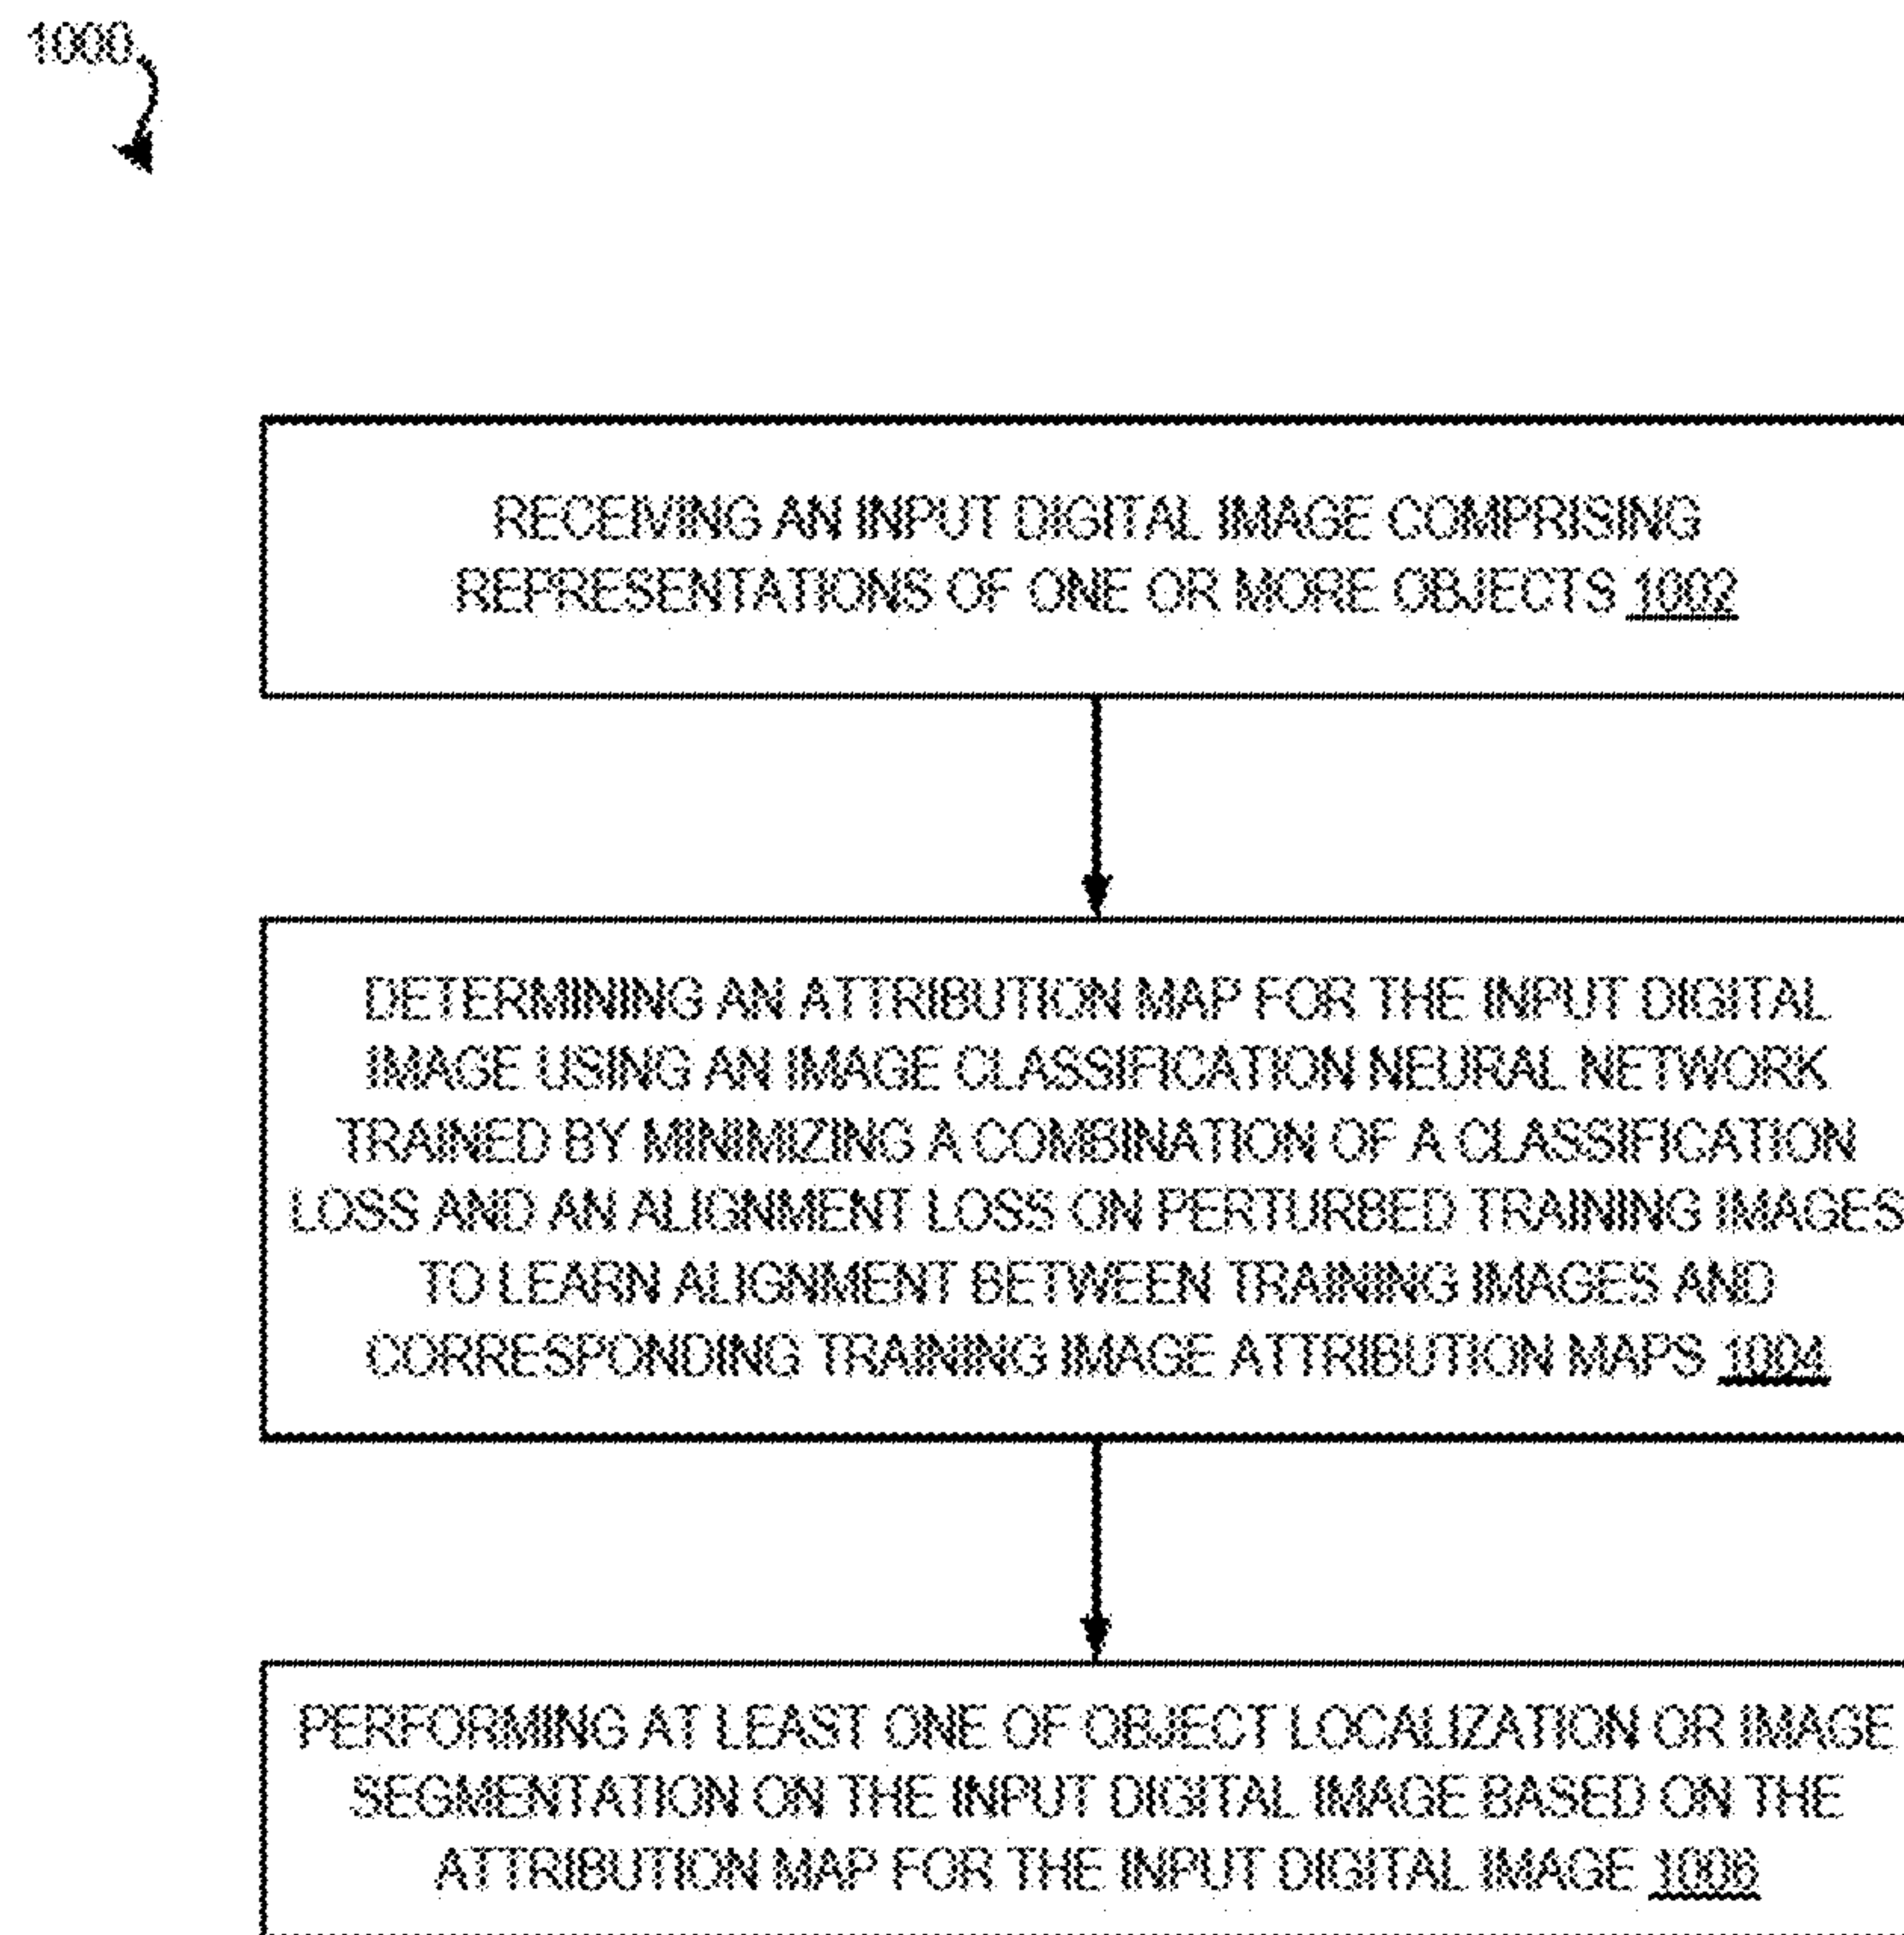 1000
RECEIVING AN INPUT DIGITAL IMAGE COMPRISING
REPRESENTATIONS OF ONE OR MORE OBJECTS 1002
DETERMINING AN ATTRIBUTION MAP FOR THE INPUT DIGITAL
IMAGE USING AN IMAGE CLASSIFICATION NEURAL NETWORK
TRAINED BY MINIMIZING A COMBINATION OF A CLASSIFICATION
LOSS AND AN ALIGNMENT LOSS ON PERTURBED TRAINING IMAGES
TO LEARN ALIGNMENT BETWEEN TRAINING IMAGES AND
CORRESPONDING TRAINING IMAGE ATTRIBUTION MAPS 1004
PERFORMING AT LEAST ONE OF OBJECT LOCALIZATION OR IMAGE
SEGMENTATION ON THE INPUT DIGITAL IMAGE BASED ON THE
ATTRIBUTION MAP FOR THE INPUT DIGITAL IMAGE 1006